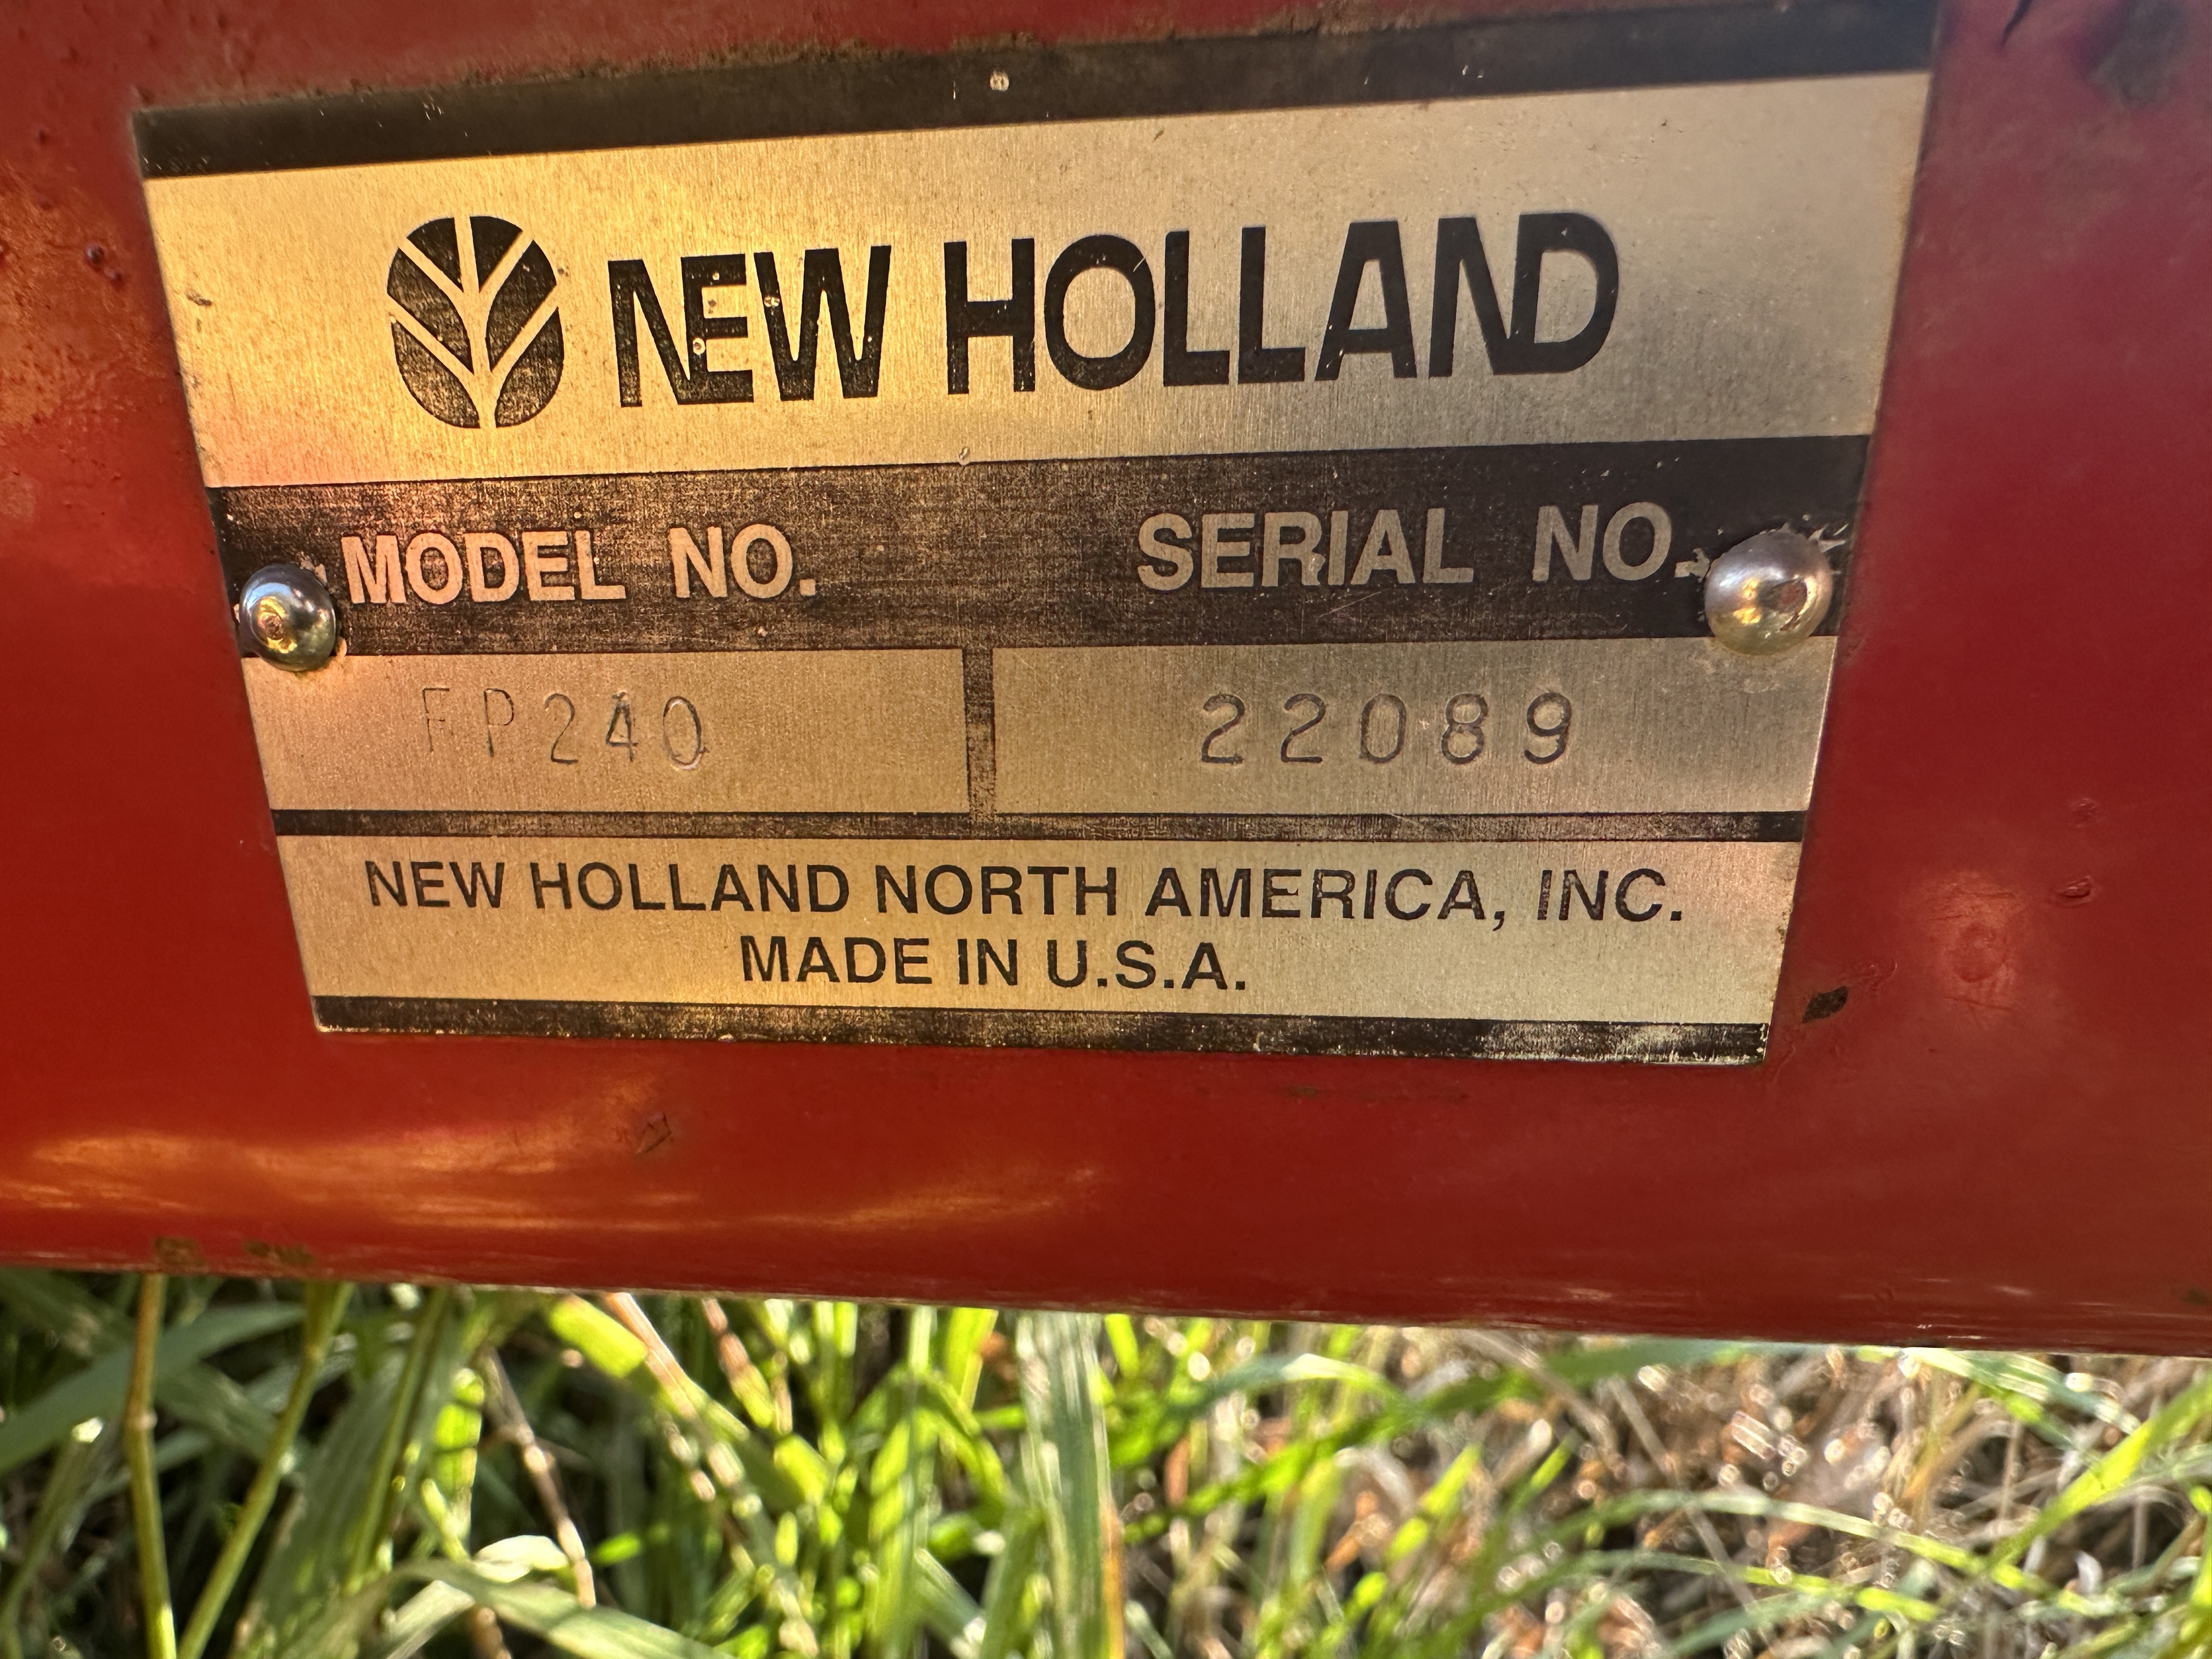 NEW HOLLAND
MODEL NO. SERIAL NO.
FP240 22089
NEW HOLLAND NORTH AMERICA, INC.
MADE IN U.S.A.